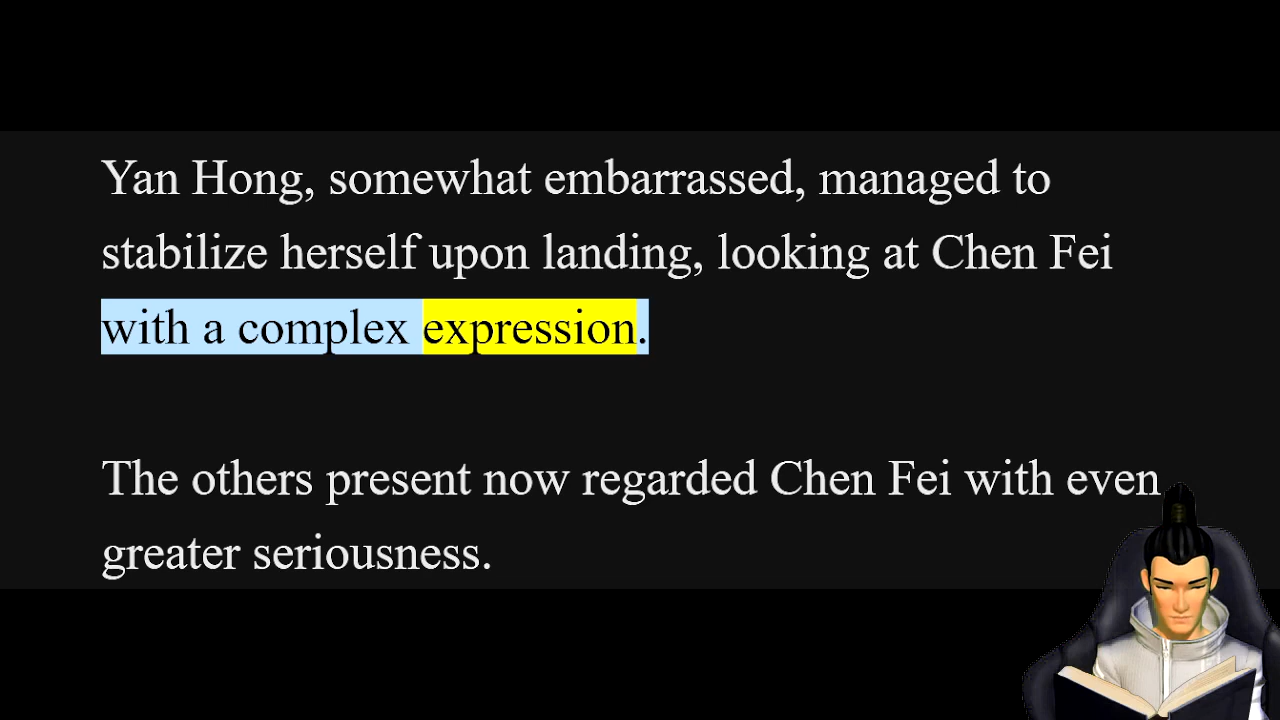 Yan Hong, somewhat embarrassed, managed to
stabilize herself upon landing, looking at Chen Fei
with a complex expression.
The others present now regarded Chen Fei with even
greater seriousness.